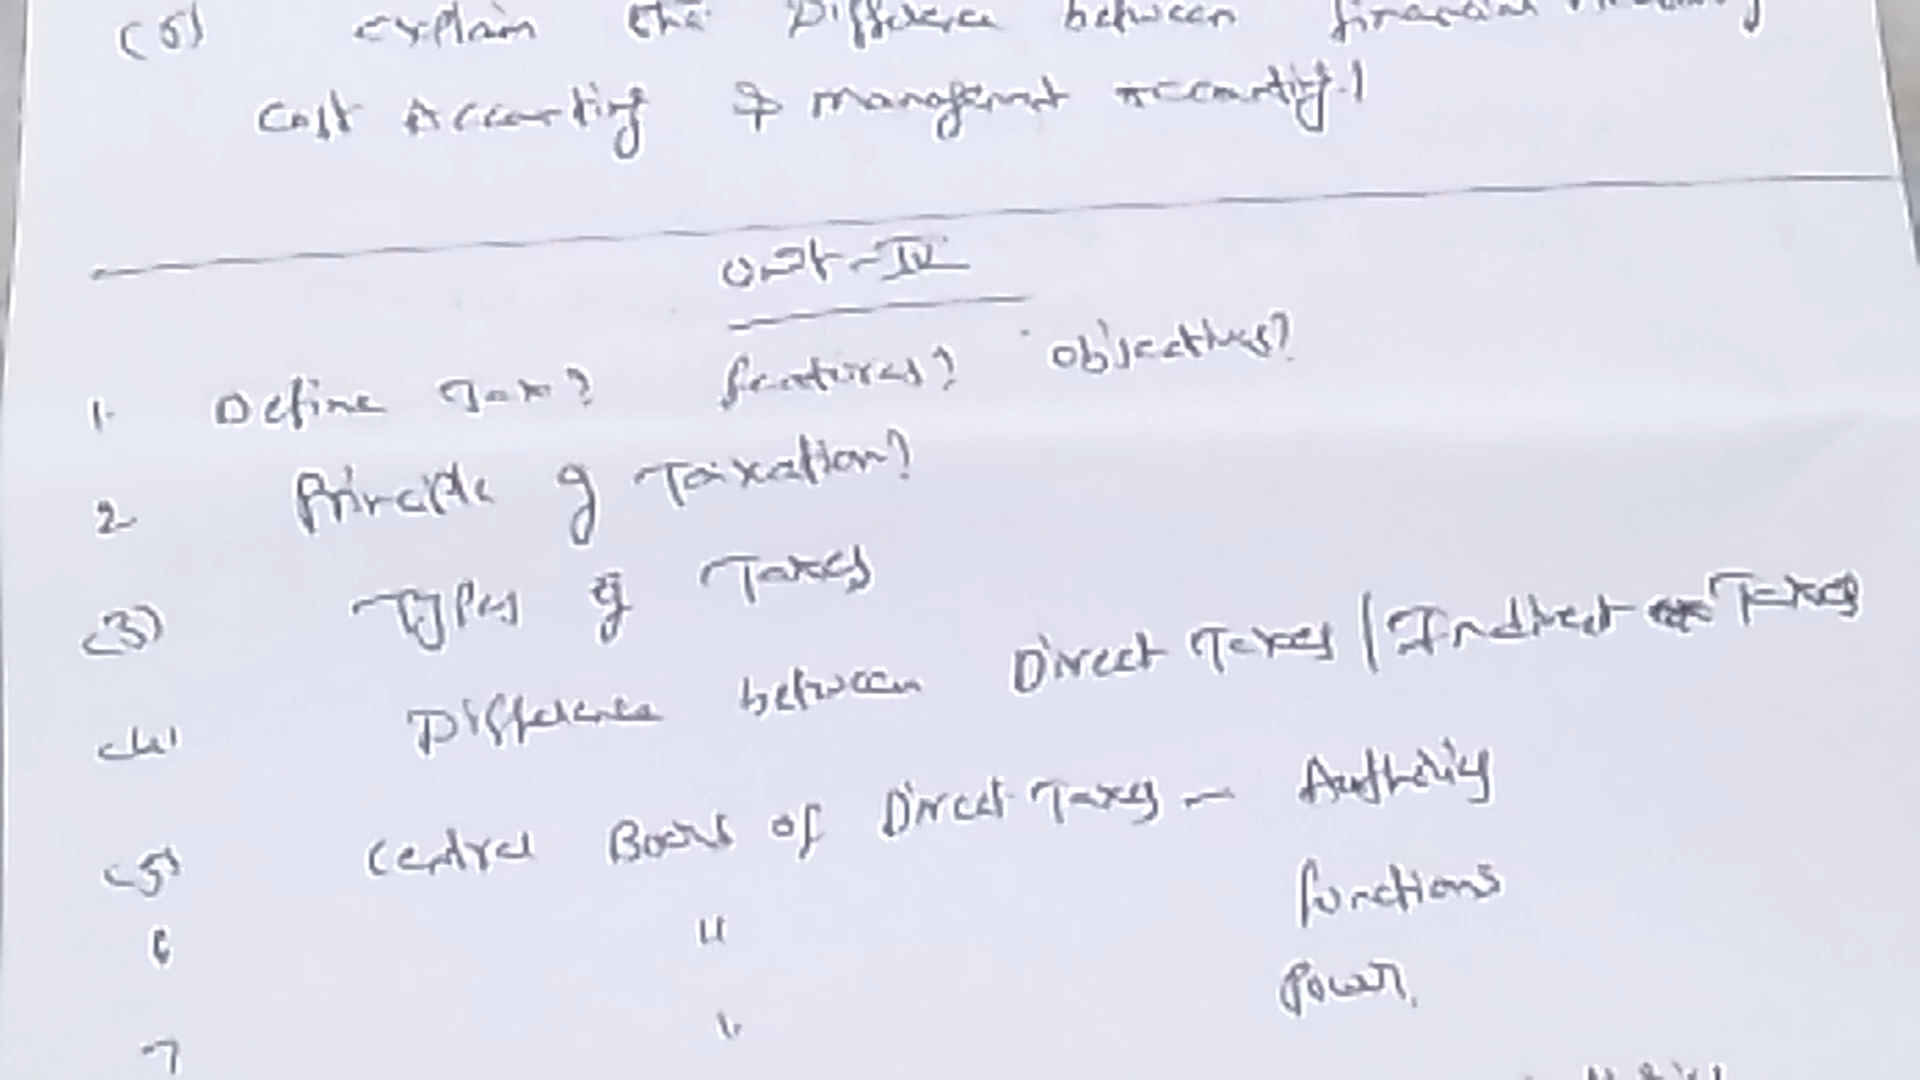 (5) explain the Difference between financial
Cost Accounting & management accounting.1
Unit-IV
1. Define Tax? features? objectives?
2 Principle of Taxation?
(3) Types of Taxes
(4) Difference between Direct Taxes | Indirect Taxes
(5) Central Board of Direct Taxes - Authority
6 " functions
7 " power